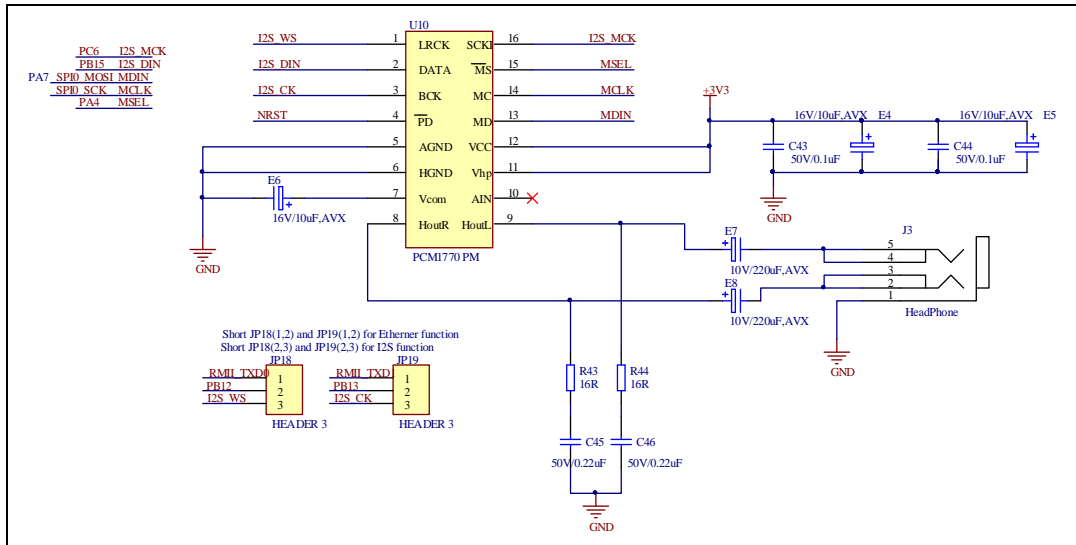 U10
PC6 I2S_MCK
PB15 I2S_DIN
PA7 SPI0_MOSI MDIN
SPI0_SCK MCLK
PA4 MSEL
I2S_WS 1 LRCK SCKI 16 I2S_MCK
I2S_DIN 2 DATA MS 15 MSEL
I2S_CK 3 BCK MC 14 MCLK
NRST 4 PD MD 13 MDIN
5 AGND VCC 12
6 HGND Vhp 11
7 Vcom AIN 10
8 HoutR HoutL 9
PCM1770 PM
E6
16V/10uF,AVX
GND
+3V3
16V/10uF,AVX E4
16V/10uF,AVX E5
C43
50V/0.1uF
C44
50V/0.1uF
GND
E7
10V/220uF,AVX
E8
10V/220uF,AVX
J3
5
4
3
2
1
HeadPhone
GND
Short JP18(1,2) and JP19(1,2) for Etherner function
Short JP18(2,3) and JP19(2,3) for I2S function
JP18
RMII_TXD0 1
PB12 2
I2S_WS 3
HEADER 3
JP19
RMII_TXD1 1
PB13 2
I2S_CK 3
HEADER 3
R43
16R
R44
16R
C45
50V/0.22uF
C46
50V/0.22uF
GND